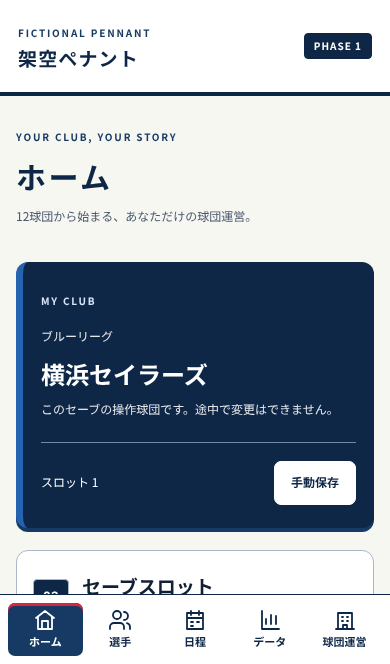 FICTIONAL PENNANT
架空ペナント
PHASE 1
YOUR CLUB, YOUR STORY
ホーム
12球団から始まる、あなただけの球団運営。
MY CLUB
ブルーリーグ
横浜セイラーズ
このセーブの操作球団です。途中で変更はできません。
スロット 1
手動保存
セーブスロット
ホーム
選手
日程
データ
球団運営